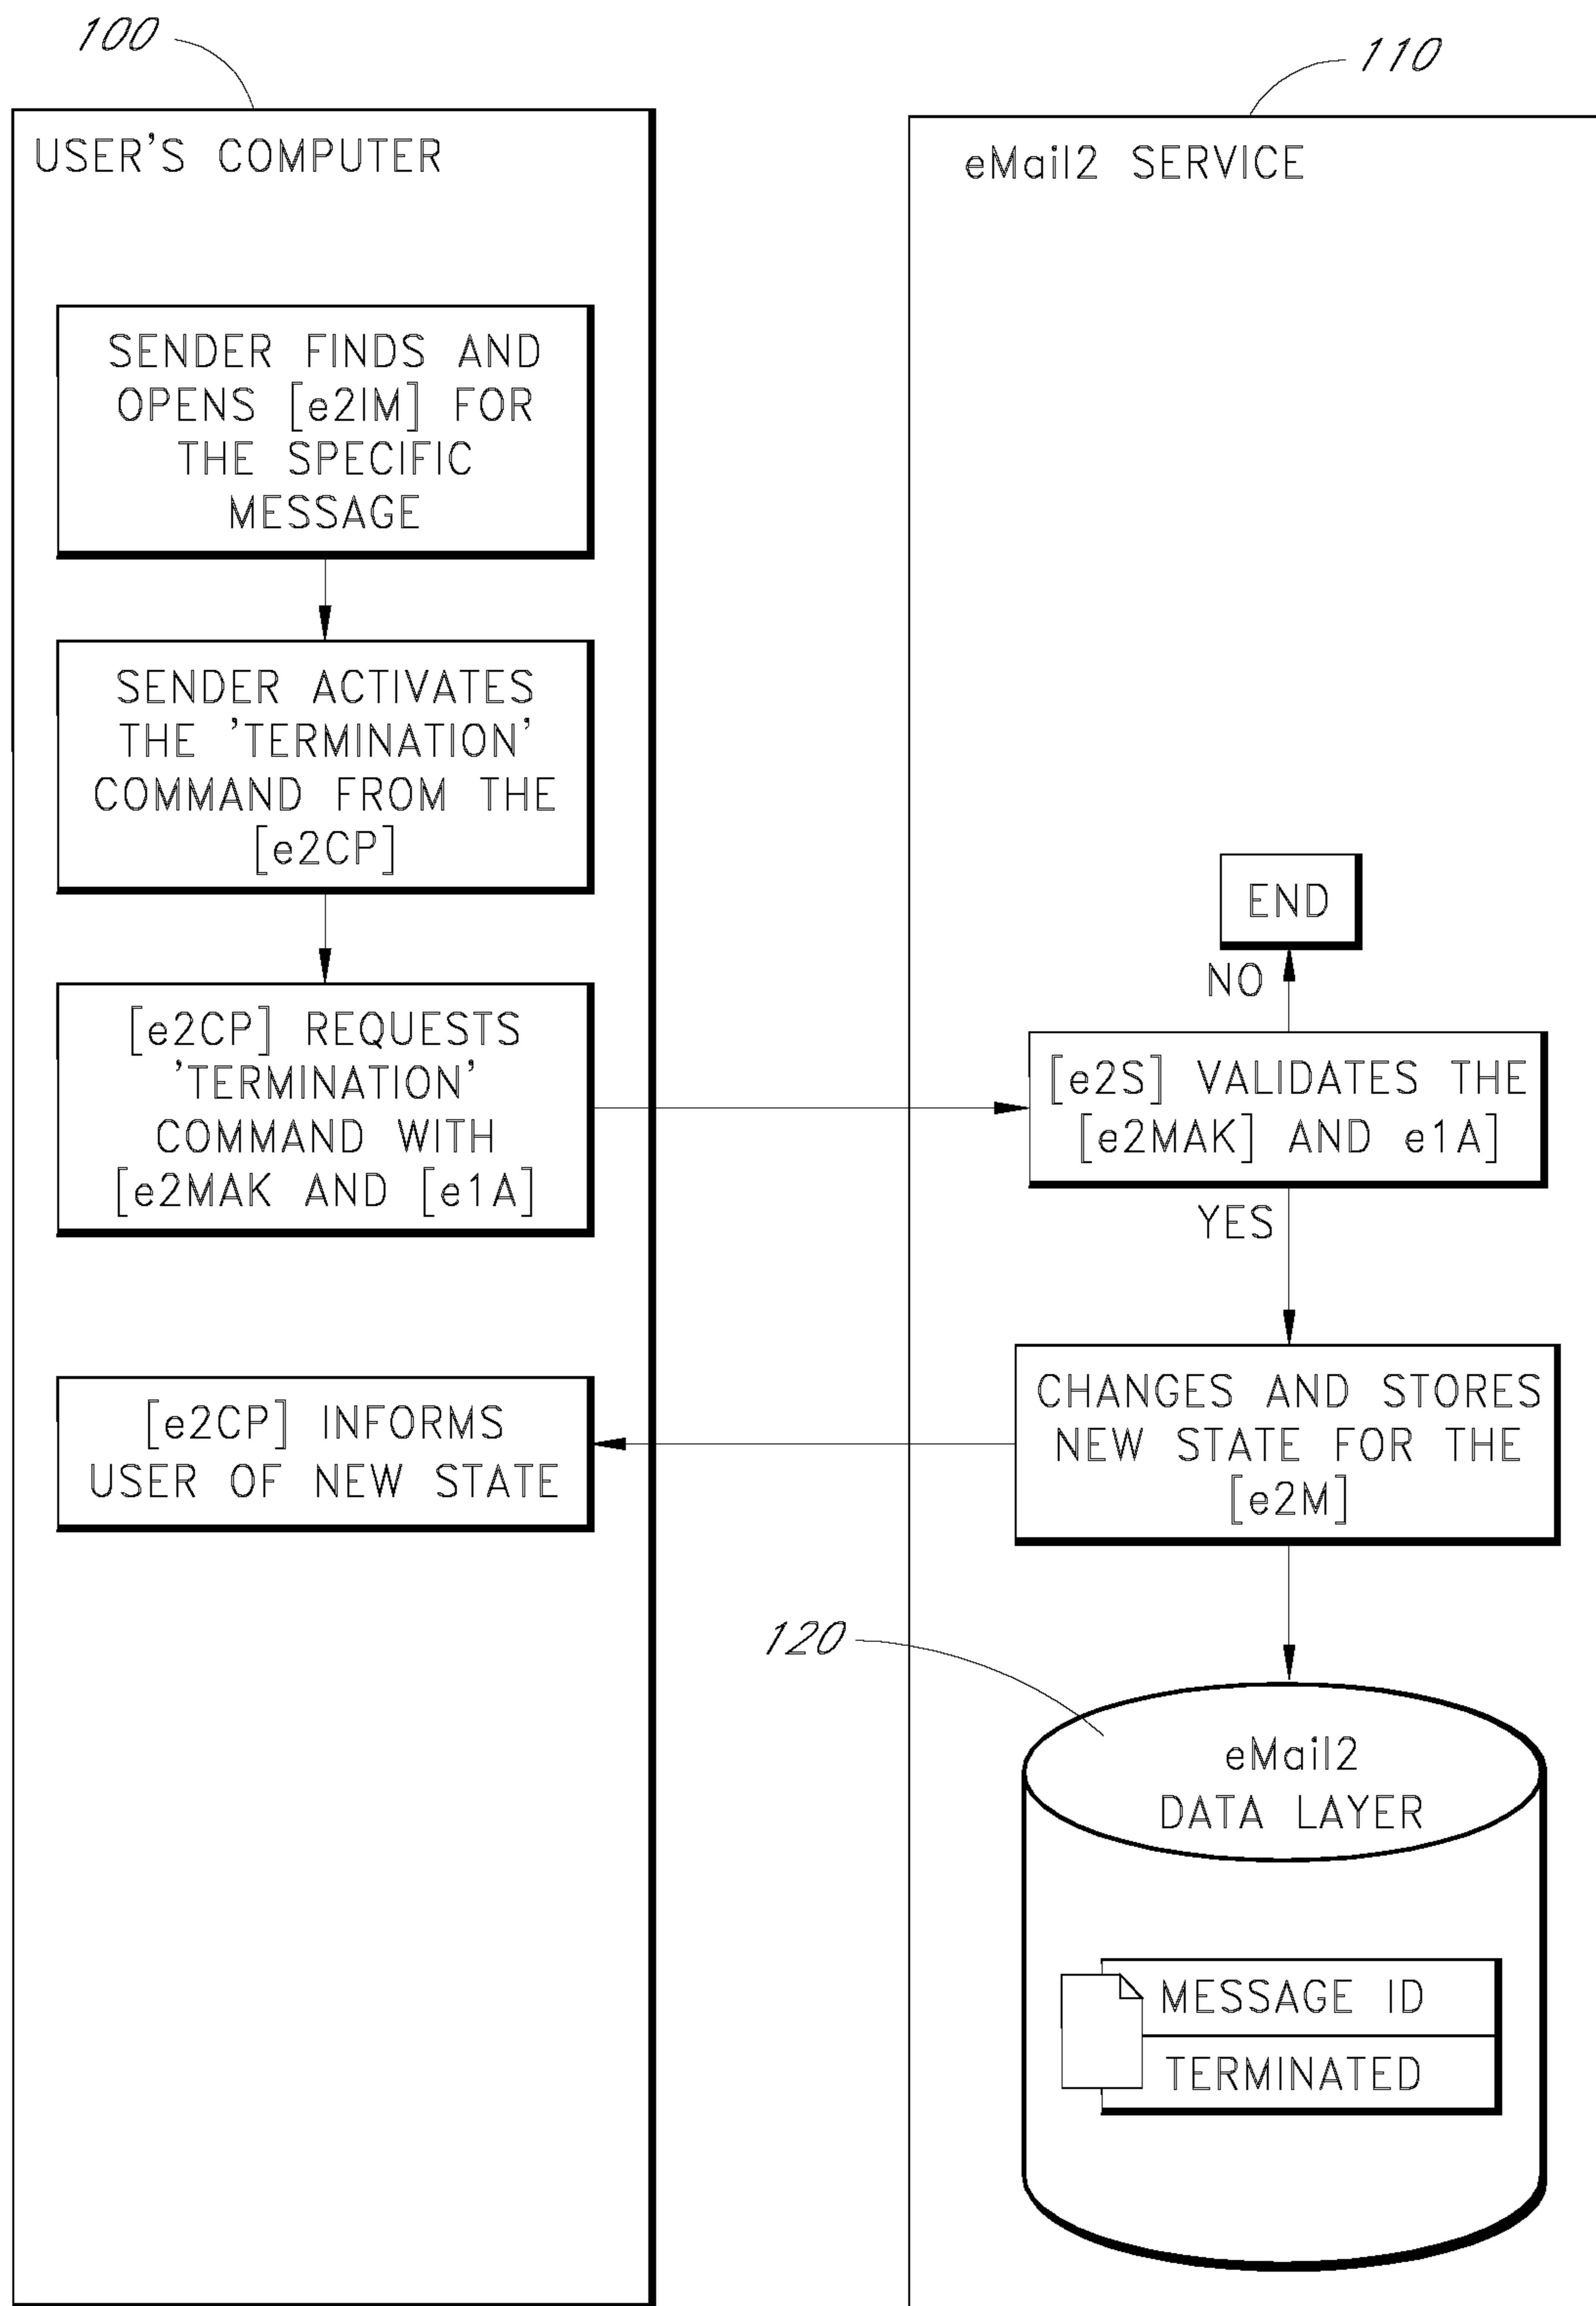 100
USER'S COMPUTER
SENDER FINDS AND
OPENS [e2IM] FOR
THE SPECIFIC
MESSAGE
SENDER ACTIVATES
THE 'TERMINATION'
COMMAND FROM THE
[e2CP]
[e2CP] REQUESTS
'TERMINATION'
COMMAND WITH
[e2MAK AND [e1A]
[e2CP] INFORMS
USER OF NEW STATE
110
eMail2 SERVICE
END
NO
[e2S] VALIDATES THE
[e2MAK] AND e1A]
YES
CHANGES AND STORES
NEW STATE FOR THE
[e2M]
120
eMail2
DATA LAYER
MESSAGE ID
TERMINATED